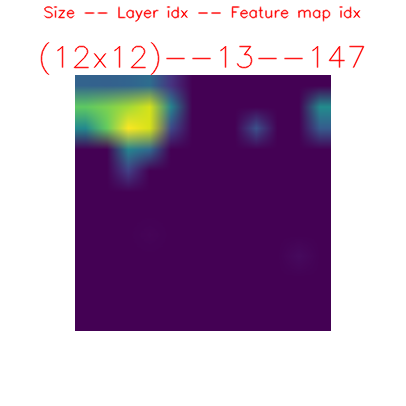 Size -- Layer idx -- Feature map idx
(12x12)--13--147